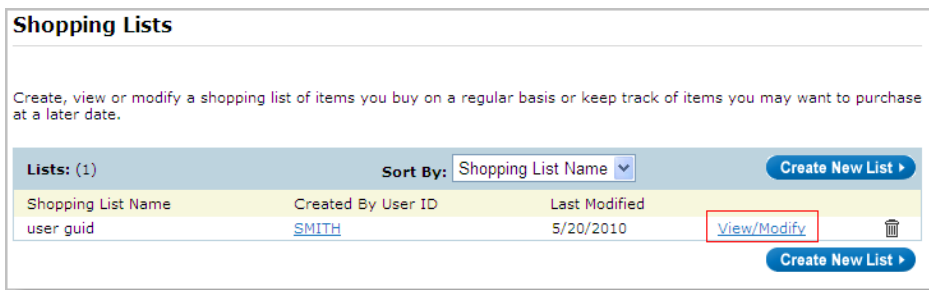 Shopping Lists
Create, view or modify a shopping list of items you buy on a regular basis or keep track of items you may want to purchase
at a later date.
Lists: (1) Sort By: Shopping List Name Create New List
Shopping List Name Created By User ID Last Modified
user guid SMITH 5/20/2010 View/Modify
Create New List